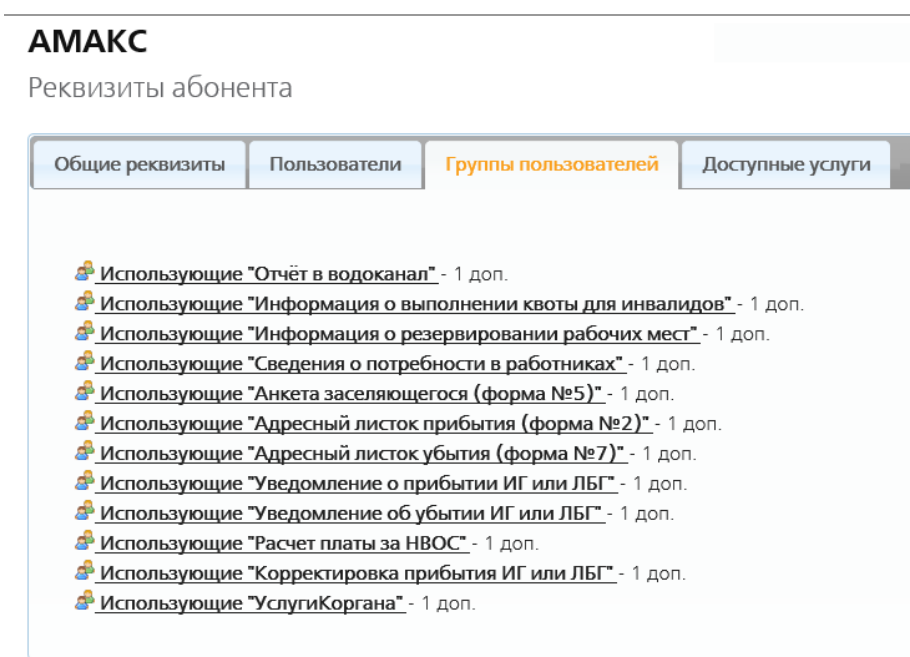 АМАКС
Реквизиты абонента
Общие реквизиты Пользователи Группы пользователей Доступные услуги
Использующие "Отчёт в водоканал" - 1 доп.
Использующие "Информация о выполнении квоты для инвалидов" - 1 доп.
Использующие "Информация о резервировании рабочих мест" - 1 доп.
Использующие "Сведения о потребности в работниках" - 1 доп.
Использующие "Анкета заселяющегося (форма №5)" - 1 доп.
Использующие "Адресный листок прибытия (форма №2)" - 1 доп.
Использующие "Адресный листок убытия (форма №7)" - 1 доп.
Использующие "Уведомление о прибытии ИГ или ЛБГ" - 1 доп.
Использующие "Уведомление об убытии ИГ или ЛБГ" - 1 доп.
Использующие "Расчет платы за НВОС" - 1 доп.
Использующие "Корректировка прибытия ИГ или ЛБГ" - 1 доп.
Использующие "УслугиКоргана" - 1 доп.